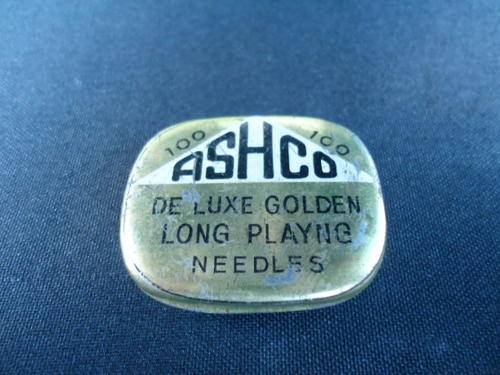 100 100
ASHCO
DE LUXE GOLDEN
LONG PLAYNG
NEEDLES